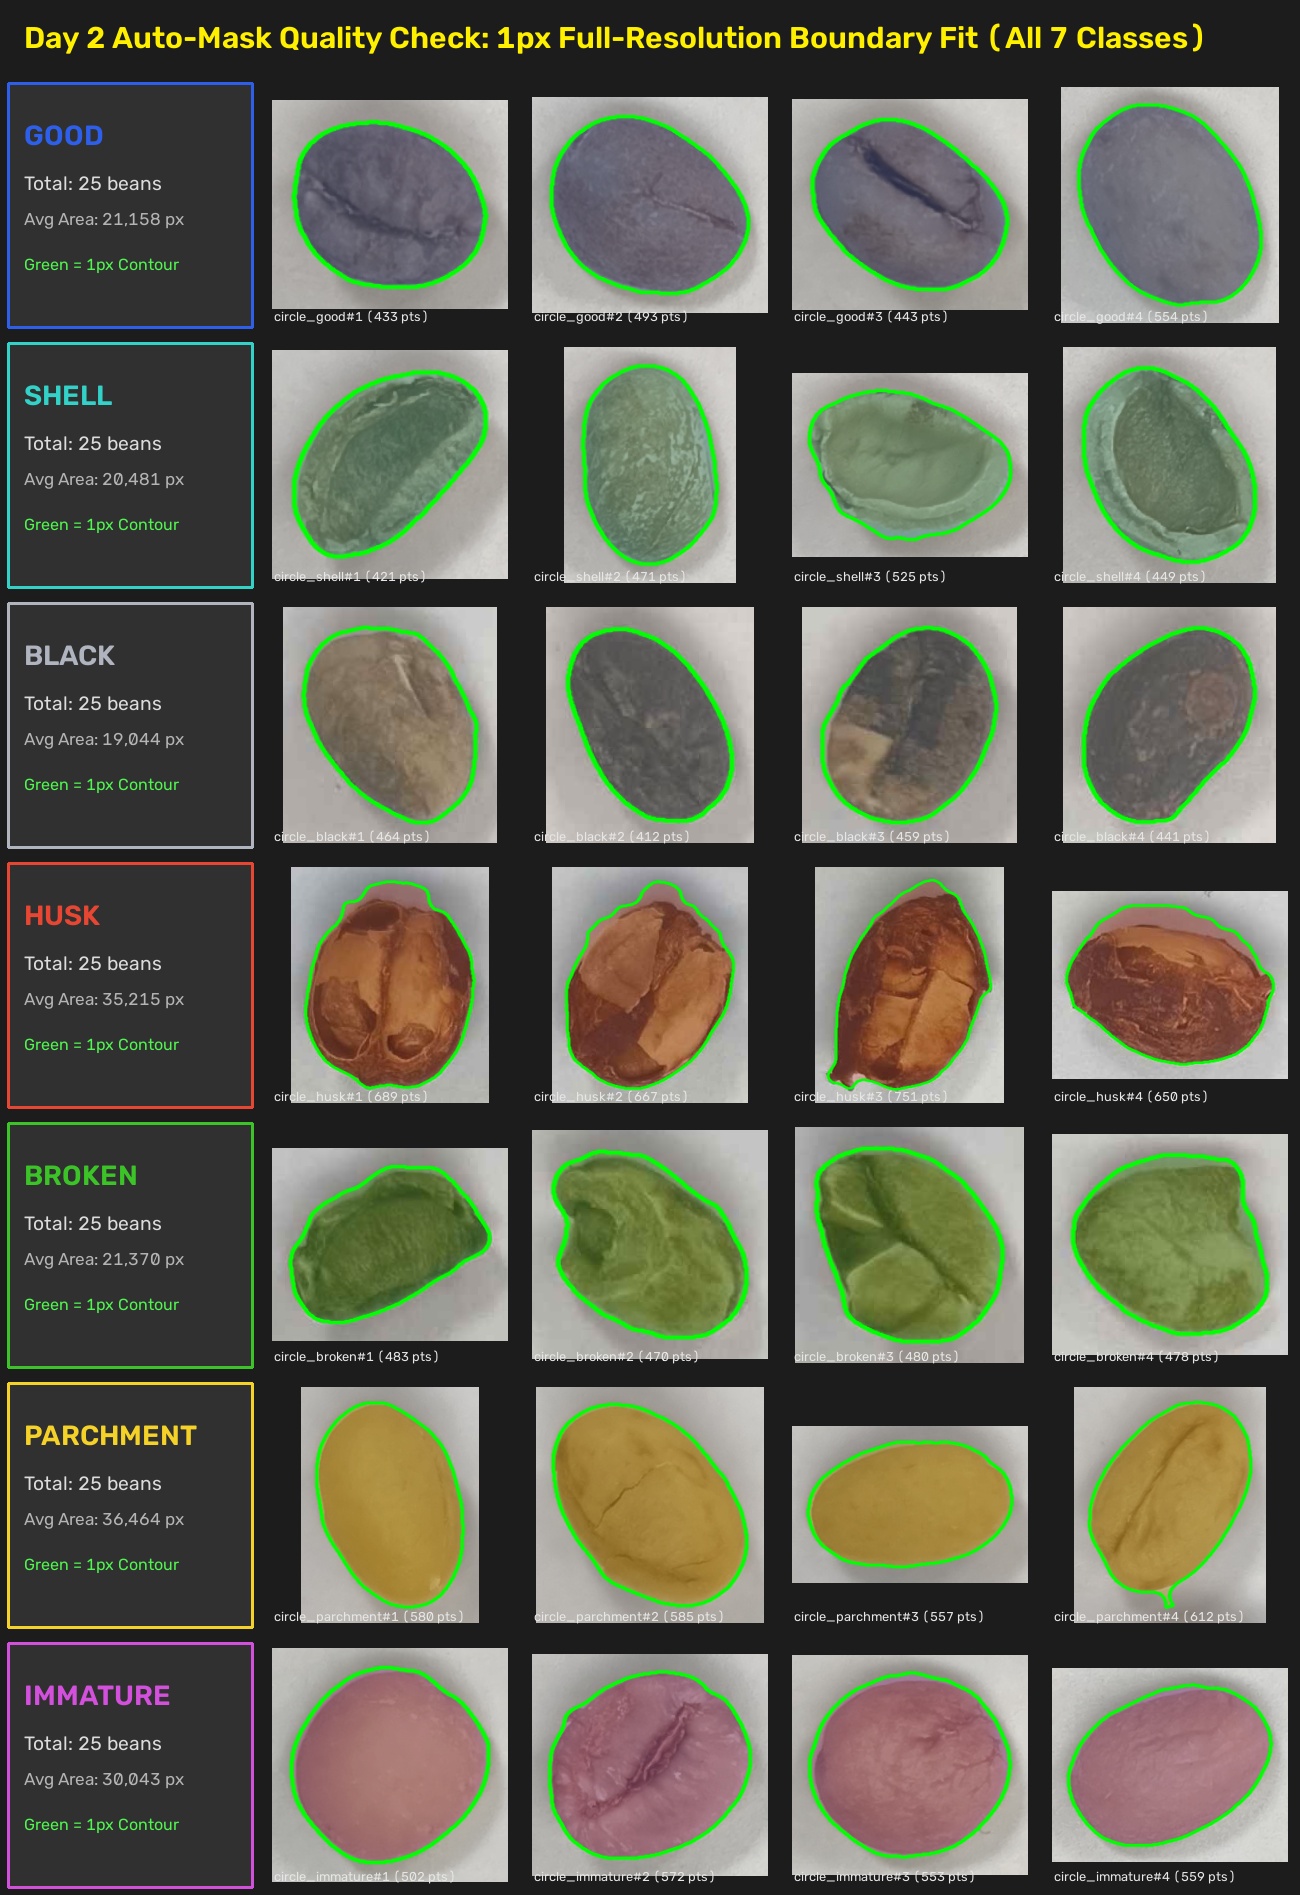 Day 2 Auto-Mask Quality Check: 1px Full-Resolution Boundary Fit (All 7 Classes)
GOOD
Total: 25 beans
Avg Area: 21,158 px
Green = 1px Contour
circle_good#1 (433 pts)
circle_good#2 (493 pts)
circle_good#3 (443 pts)
circle_good#4 (554 pts)
SHELL
Total: 25 beans
Avg Area: 20,481 px
Green = 1px Contour
circle_shell#1 (421 pts)
circle_shell#2 (471 pts)
circle_shell#3 (525 pts)
circle_shell#4 (449 pts)
BLACK
Total: 25 beans
Avg Area: 19,044 px
Green = 1px Contour
circle_black#1 (464 pts)
circle_black#2 (412 pts)
circle_black#3 (459 pts)
circle_black#4 (441 pts)
HUSK
Total: 25 beans
Avg Area: 35,215 px
Green = 1px Contour
circle_husk#1 (689 pts)
circle_husk#2 (667 pts)
circle_husk#3 (751 pts)
circle_husk#4 (650 pts)
BROKEN
Total: 25 beans
Avg Area: 21,370 px
Green = 1px Contour
circle_broken#1 (483 pts)
circle_broken#2 (470 pts)
circle_broken#3 (480 pts)
circle_broken#4 (478 pts)
PARCHMENT
Total: 25 beans
Avg Area: 36,464 px
Green = 1px Contour
circle_parchment#1 (580 pts)
circle_parchment#2 (585 pts)
circle_parchment#3 (557 pts)
circle_parchment#4 (612 pts)
IMMATURE
Total: 25 beans
Avg Area: 30,043 px
Green = 1px Contour
circle_immature#1 (502 pts)
circle_immature#2 (572 pts)
circle_immature#3 (553 pts)
circle_immature#4 (559 pts)